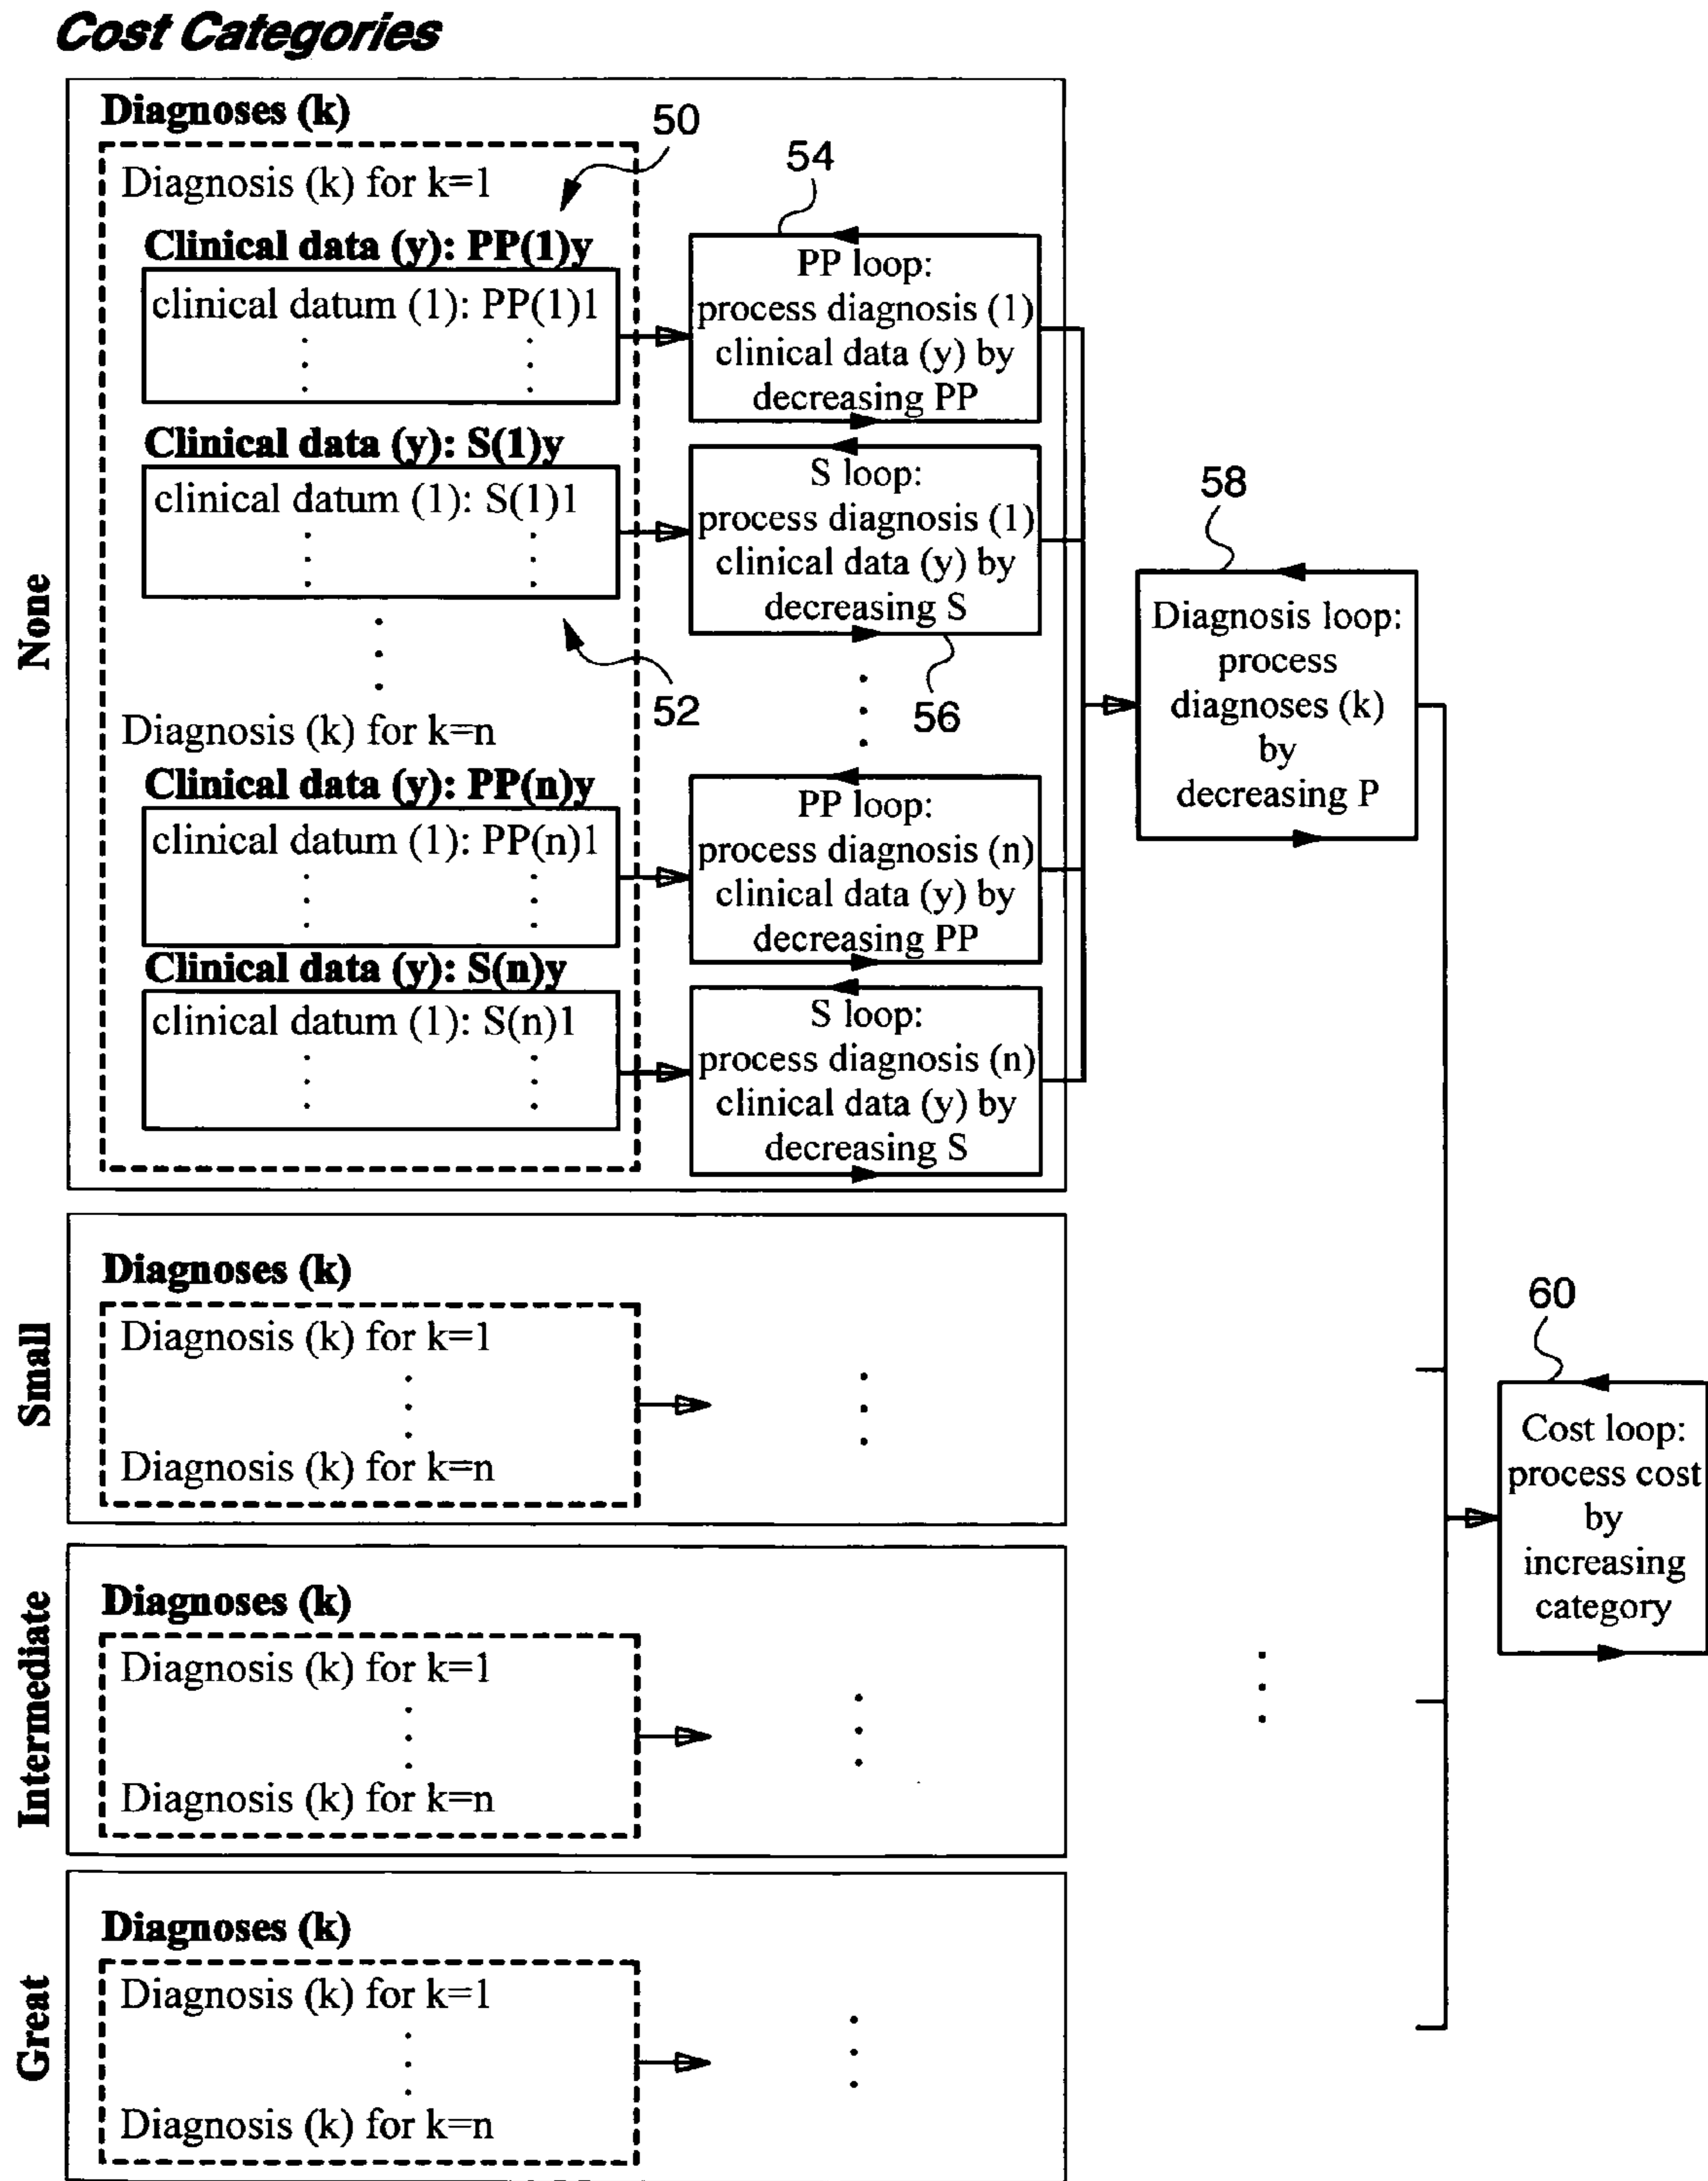 Cost Categories
None
Diagnoses (k)
50
Diagnosis (k) for k=1
Clinical data (y): PP(1)y
clinical datum (1): PP(1)1
Clinical data (y): S(1)y
clinical datum (1): S(1)1
52
Diagnosis (k) for k=n
Clinical data (y): PP(n)y
clinical datum (1): PP(n)1
Clinical data (y): S(n)y
clinical datum (1): S(n)1
54
PP loop:
process diagnosis (1)
clinical data (y) by
decreasing PP
S loop:
process diagnosis (1)
clinical data (y) by
decreasing S
56
PP loop:
process diagnosis (n)
clinical data (y) by
decreasing PP
S loop:
process diagnosis (n)
clinical data (y) by
decreasing S
58
Diagnosis loop:
process
diagnoses (k)
by
decreasing P
Small
Diagnoses (k)
Diagnosis (k) for k=1
Diagnosis (k) for k=n
60
Cost loop:
process cost
by
increasing
category
Intermediate
Diagnoses (k)
Diagnosis (k) for k=1
Diagnosis (k) for k=n
Great
Diagnoses (k)
Diagnosis (k) for k=1
Diagnosis (k) for k=n